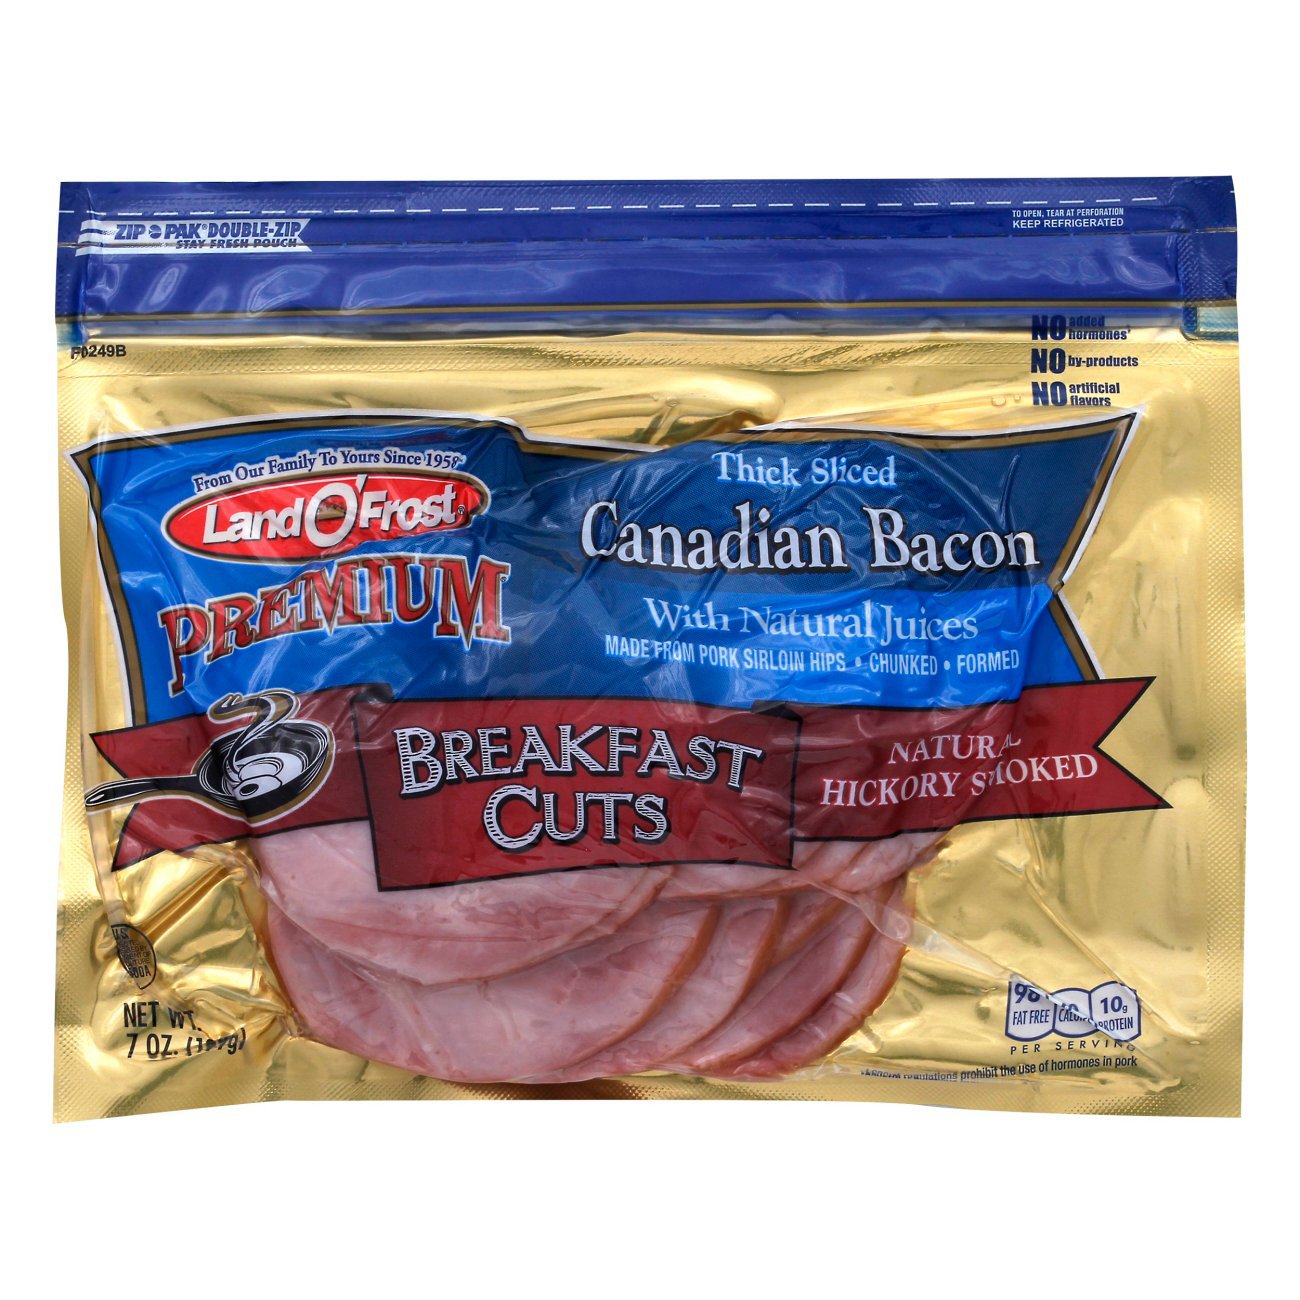 ZIP PAK® DOUBLE-ZIP
STAY FRESH POUCH
TO OPEN, TEAR AT PERFORATION
KEEP REFRIGERATED
F0249B
NO added hormones*
NO by-products
NO artificial flavors
From Our Family To Yours Since 1958
Land O'Frost®
PREMIUM
Thick Sliced
Canadian Bacon
With Natural Juices
MADE FROM PORK SIRLOIN HIPS • CHUNKED • FORMED
BREAKFAST
CUTS
NATURAL
HICKORY SMOKED
NET WT.
7 OZ.
FAT FREE
10g
PROTEIN
PER SERVING
regulations prohibit the use of hormones in pork